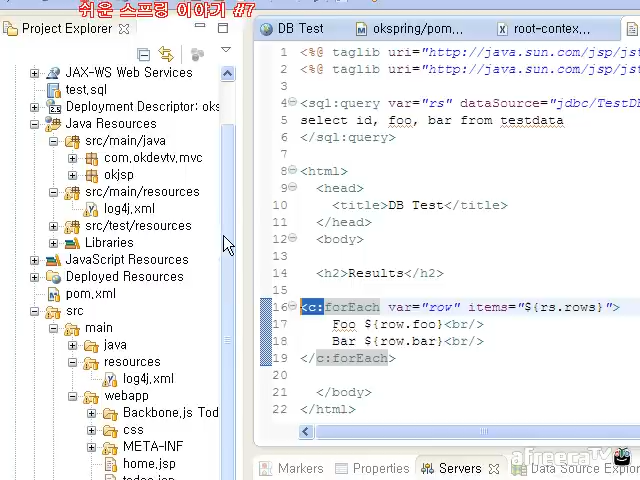 쉬운 스프링 이야기 #7
Project Explorer
JAX-WS Web Services
test.sql
Deployment Descriptor: oks
Java Resources
src/main/java
com.okdevtv.mvc
okjsp
src/main/resources
log4j.xml
src/test/resources
Libraries
JavaScript Resources
Deployed Resources
pom.xml
src
main
java
resources
log4j.xml
webapp
Backbone.js Tod
css
META-INF
home.jsp
todos.jsp
DB Test
okspring/pom...
root-contex...
1 <%@ taglib uri="http://java.sun.com/jsp/jst
2 <%@ taglib uri="http://java.sun.com/jsp/jst
3
4 <sql:query var="rs" dataSource="jdbc/TestDB
5 select id, foo, bar from testdata
6 </sql:query>
7
8 <html>
9 <head>
10 <title>DB Test</title>
11 </head>
12 <body>
13
14 <h2>Results</h2>
15
16 <c:forEach var="row" items="${rs.rows}">
17 Foo ${row.foo}<br/>
18 Bar ${row.bar}<br/>
19 </c:forEach>
20
21 </body>
22 </html>
Markers
Properties
Servers
Data Source Explor
afreecaTV